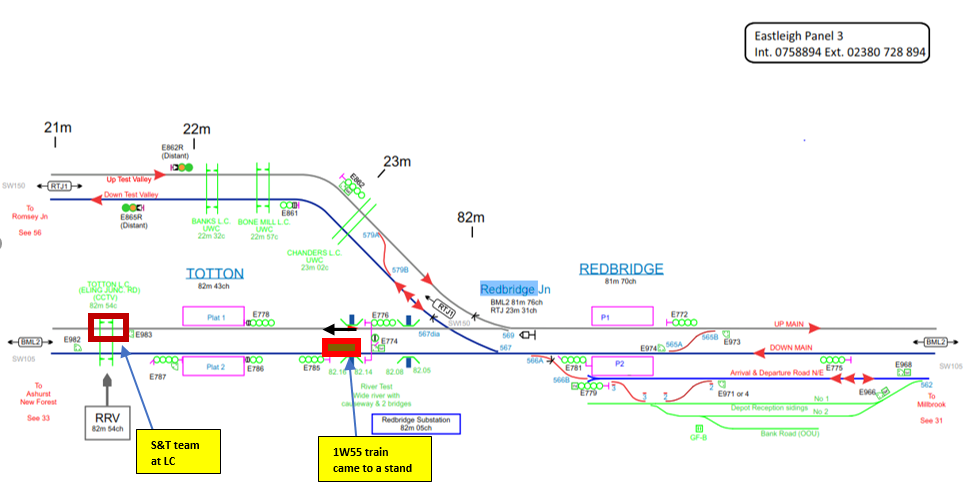 Eastleigh Panel 3
Int. 0758894 Ext. 02380 728 894
21m
22m
23m
82m
E862R
(Distant)
SW150
RTJ1
Up Test Valley
Down Test Valley
To
Romsey Jn
See 56
E865R
(Distant)
BANKS L.C.
UWC
22m 32c
BONE MILL L.C.
UWC
22m 57c
E861
E862
CHANDERS L.C.
UWC
23m 02c
579A
579B
RTJ1
SW150
Redbridge Jn
BML2 81m 76ch
RTJ 23m 31ch
REDBRIDGE
81m 70ch
TOTTON
82m 43ch
TOTTON L.C.
(ELING JUNC. RD)
(CCTV)
82m 54c
Plat 1
E778
E776
E774
567dia
569
567
P1
E772
UP MAIN
E983
E982
BML2
SW105
E787
Plat 2
E786
E785
82.16
82.14
82.08
82.05
566A
566B
E781
P2
E779
E974
565A
565B
E973
DOWN MAIN
E775
BML2
SW105
Arrival & Departure Road N/E
E971 or 4
E966
E968
562
To
Millbrook
See 31
No 1
Depot Reception sidings
No 2
GF-B
Bank Road (OOU)
River Test
Wide river with
causeway & 2 bridges
Redbridge Substation
82m 05ch
To
Ashurst
New Forest
See 33
RRV
82m 54ch
S&T team
at LC
1W55 train
came to a stand